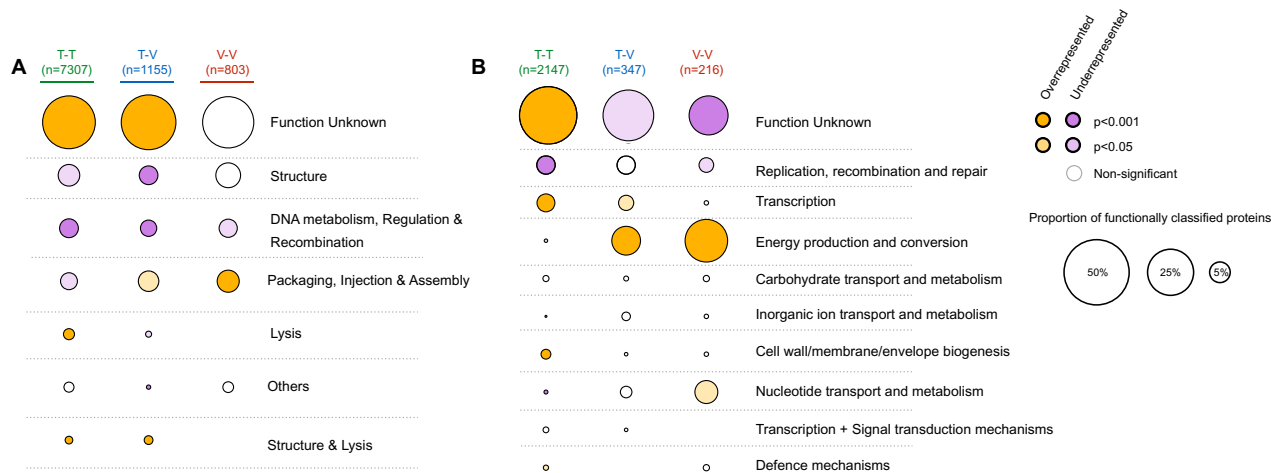 A
T-T
(n=7307)
T-V
(n=1155)
V-V
(n=803)
Function Unknown
Structure
DNA metabolism, Regulation &
Recombination
Packaging, Injection & Assembly
Lysis
Others
Structure & Lysis
B
T-T
(n=2147)
T-V
(n=347)
V-V
(n=216)
Function Unknown
Replication, recombination and repair
Transcription
Energy production and conversion
Carbohydrate transport and metabolism
Inorganic ion transport and metabolism
Cell wall/membrane/envelope biogenesis
Nucleotide transport and metabolism
Transcription + Signal transduction mechanisms
Defence mechanisms
Overrepresented
Underrepresented
p<0.001
p<0.05
Non-significant
Proportion of functionally classified proteins
50%
25%
5%